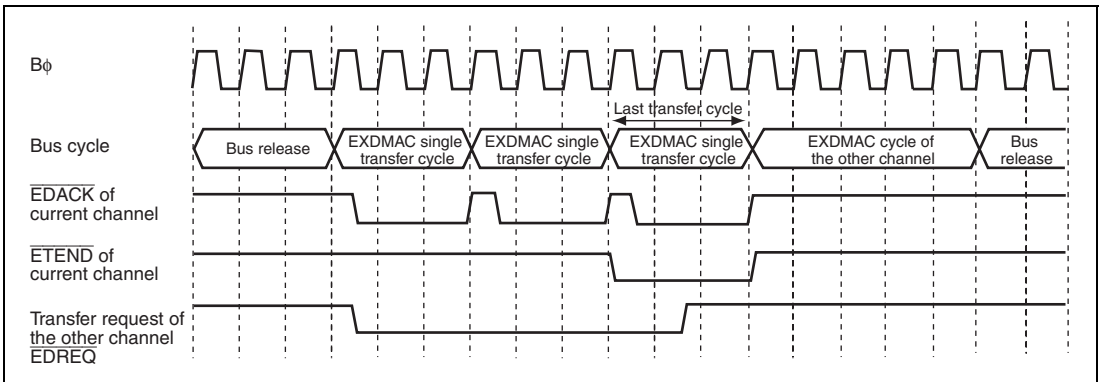 Bφ
Last transfer cycle
Bus cycle
Bus release
EXDMAC single
transfer cycle
EXDMAC single
transfer cycle
EXDMAC single
transfer cycle
EXDMAC cycle of
the other channel
Bus
release
EDACK of
current channel
ETEND of
current channel
Transfer request of
the other channel
EDREQ